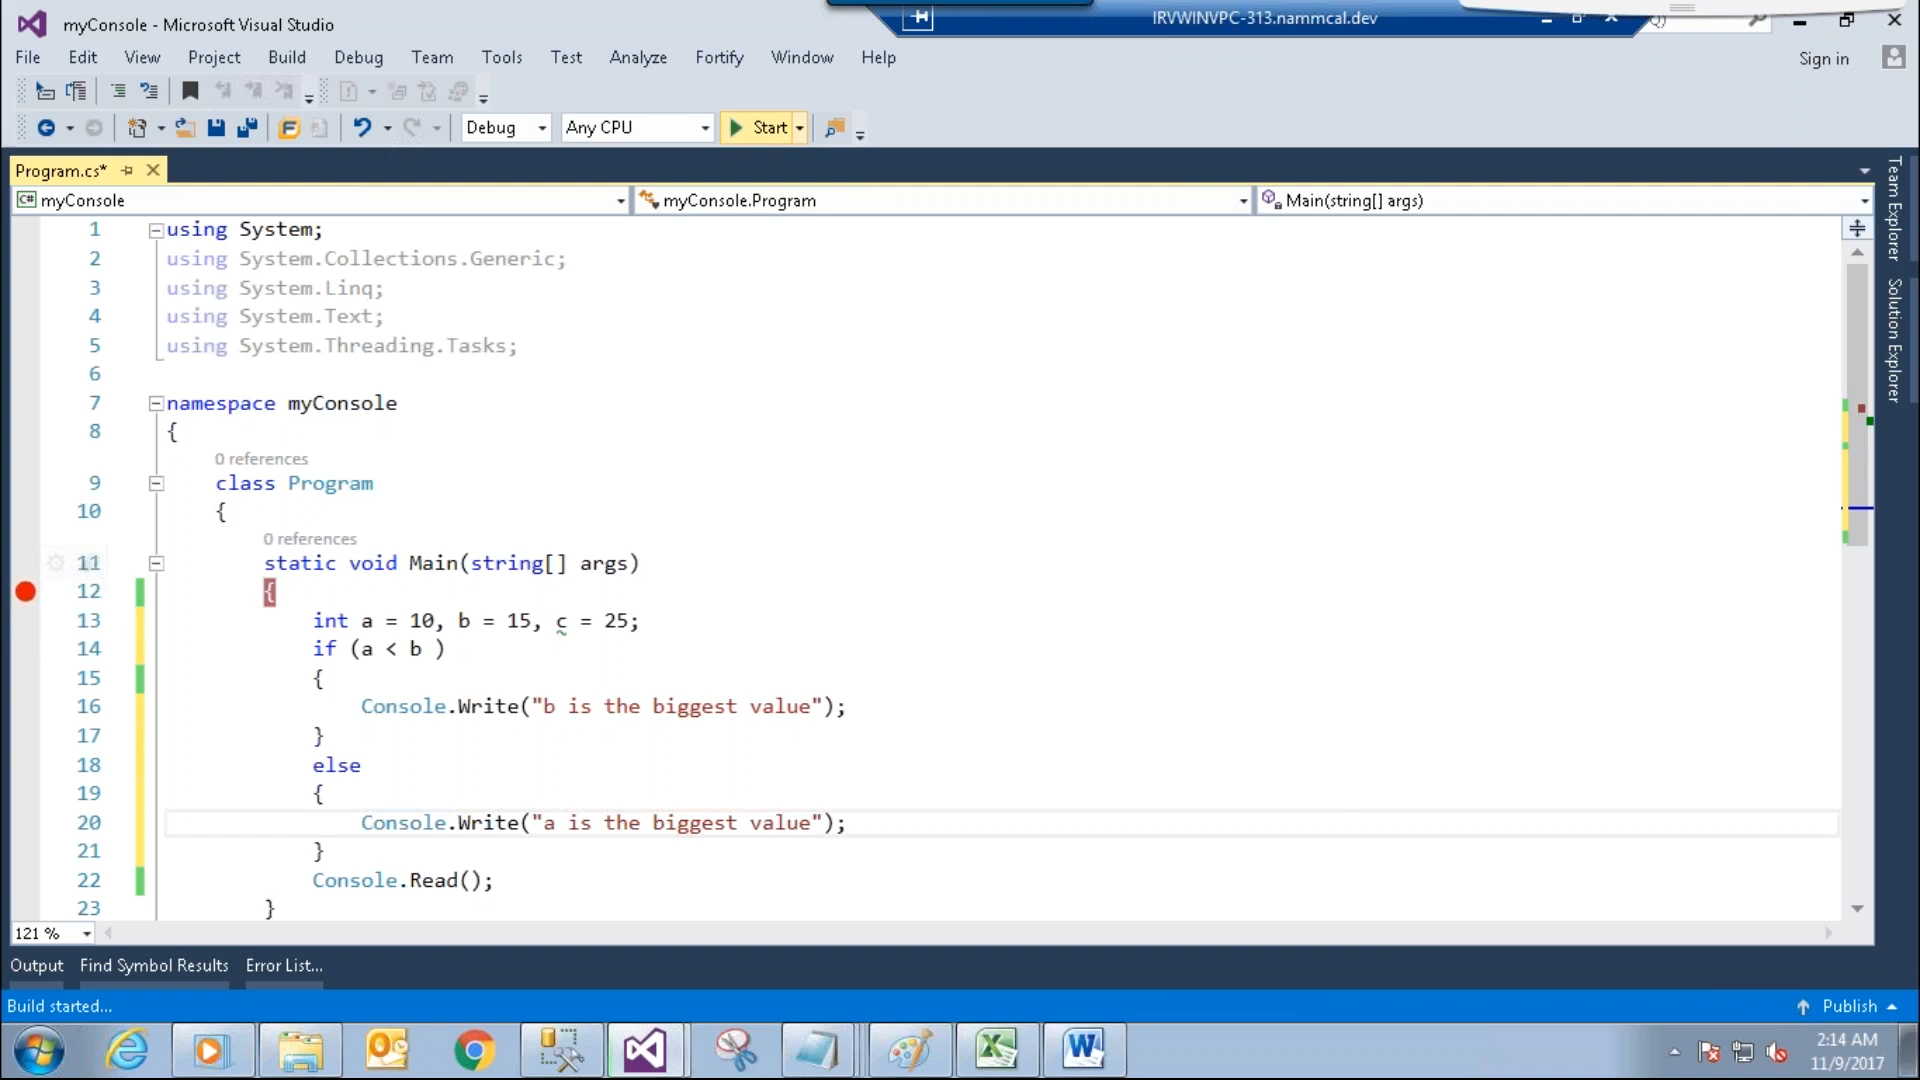 myConsole - Microsoft Visual Studio
IRVWINVPC-313.nammcal.dev
File Edit View Project Build Debug Team Tools Test Analyze Fortify Window Help
Sign in
Debug Any CPU Start
Program.cs*
myConsole myConsole.Program Main(string[] args)
1 using System;
2 using System.Collections.Generic;
3 using System.Linq;
4 using System.Text;
5 using System.Threading.Tasks;
6
7 namespace myConsole
8 {
0 references
9 class Program
10 {
0 references
11 static void Main(string[] args)
12 {
13 int a = 10, b = 15, c = 25;
14 if (a < b )
15 {
16 Console.Write("b is the biggest value");
17 }
18 else
19 {
20 Console.Write("a is the biggest value");
21 }
22 Console.Read();
23 }
121 %
Team Explorer
Solution Explorer
Output Find Symbol Results Error List...
Build started...
Publish
2:14 AM
11/9/2017